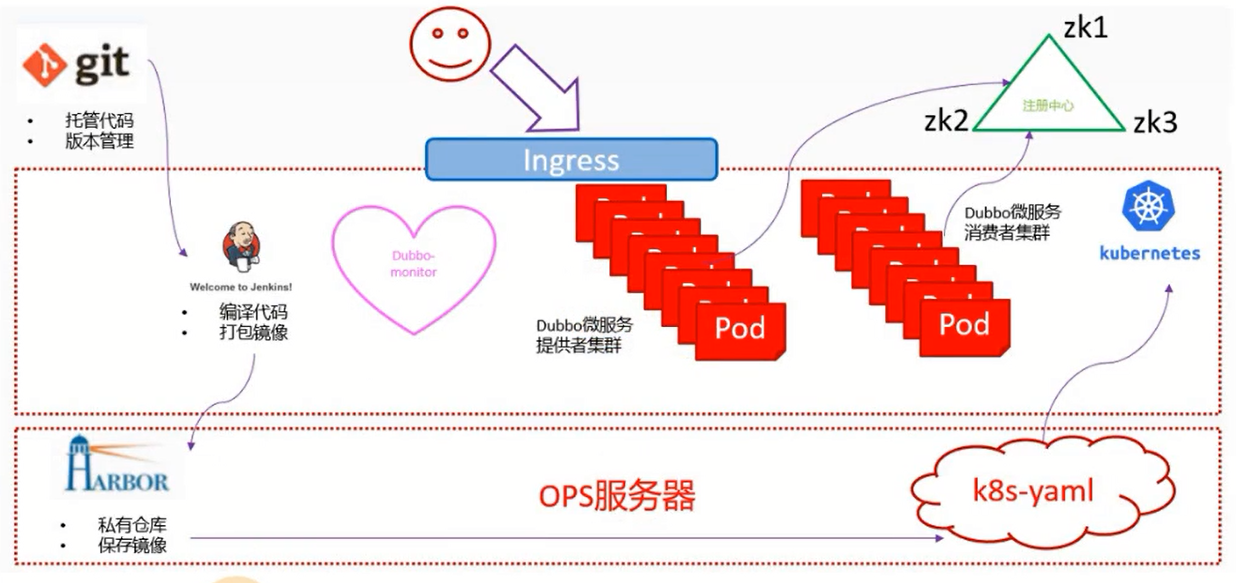 git
• 托管代码
• 版本管理
zk1
注册中心
zk2
zk3
Ingress
Welcome to Jenkins!
• 编译代码
• 打包镜像
Dubbo-
monitor
Dubbo微服务
提供者集群
Pod
Dubbo微服务
消费者集群
Pod
kubernetes
HARBOR
• 私有仓库
• 保存镜像
OPS服务器
k8s-yaml